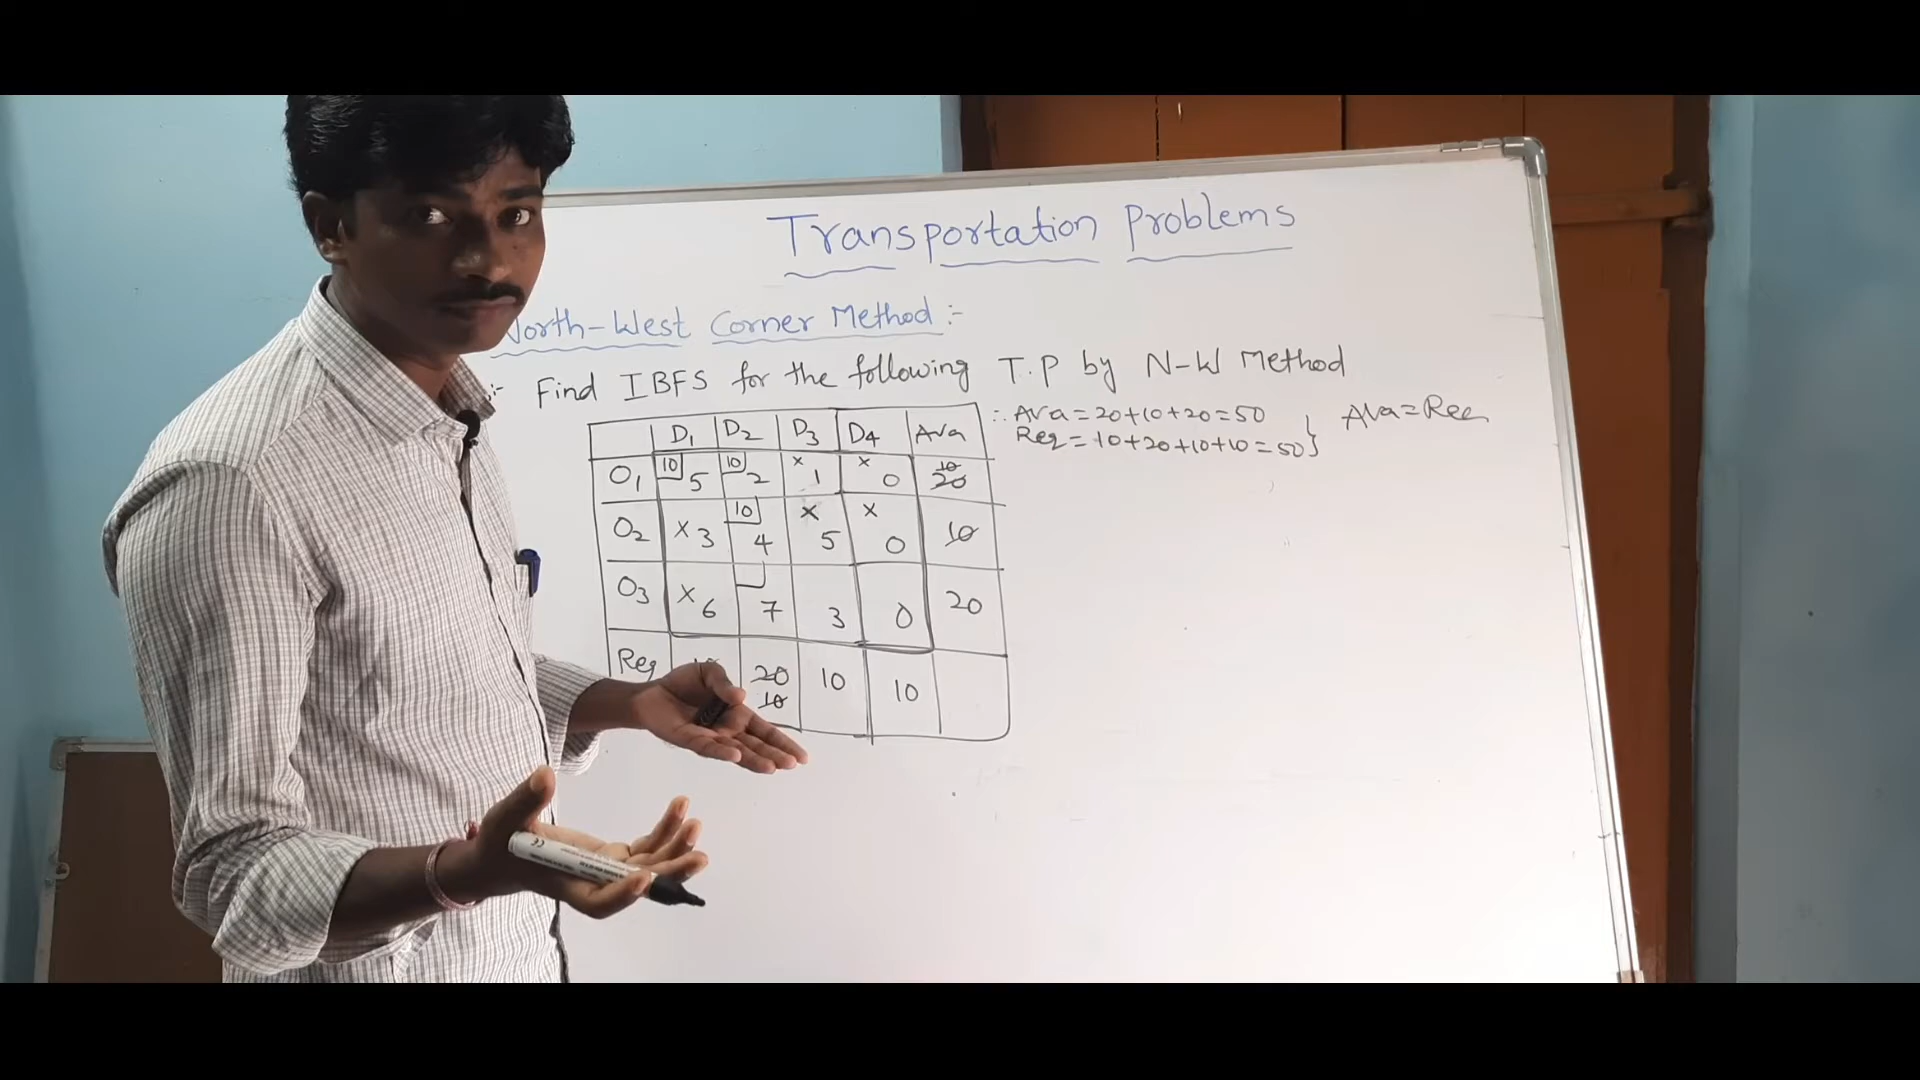 Transportation Problems
North-West Corner Method :-
:- Find IBFS for the following T.P by N-W Method
∴ Ava = 20+10+20 = 50 } Ava = Req
Req = 10+20+10+10 = 50
D1 D2 D3 D4 Ava
O1 10 5 10 2 x 1 x 0 10 20
O2 x 3 10 4 x 5 x 0 10
O3 x 6 7 3 0 20
Req 20 10 10 10